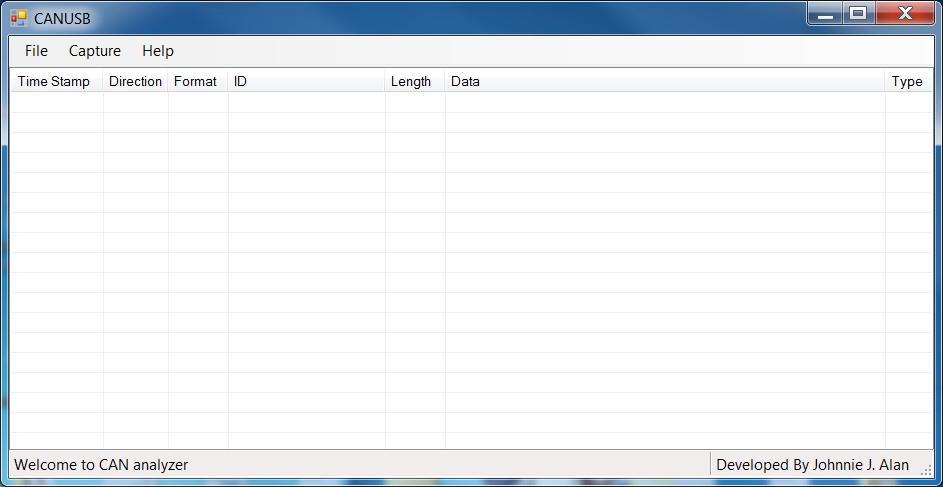 CANUSB
File Capture Help
Time Stamp Direction Format ID Length Data Type
Welcome to CAN analyzer Developed By Johnnie J. Alan